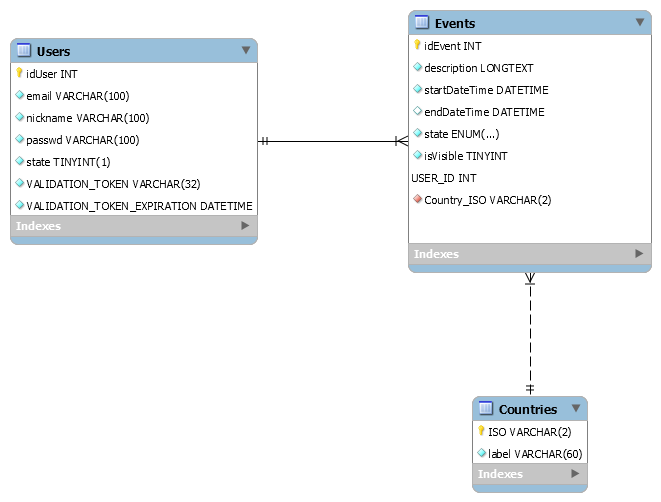 Users
idUser INT
email VARCHAR(100)
nickname VARCHAR(100)
passwd VARCHAR(100)
state TINYINT(1)
VALIDATION_TOKEN VARCHAR(32)
VALIDATION_TOKEN_EXPIRATION DATETIME
Indexes
Events
idEvent INT
description LONGTEXT
startDateTime DATETIME
endDateTime DATETIME
state ENUM(...)
isVisible TINYINT
USER_ID INT
Country_ISO VARCHAR(2)
Indexes
Countries
ISO VARCHAR(2)
label VARCHAR(60)
Indexes